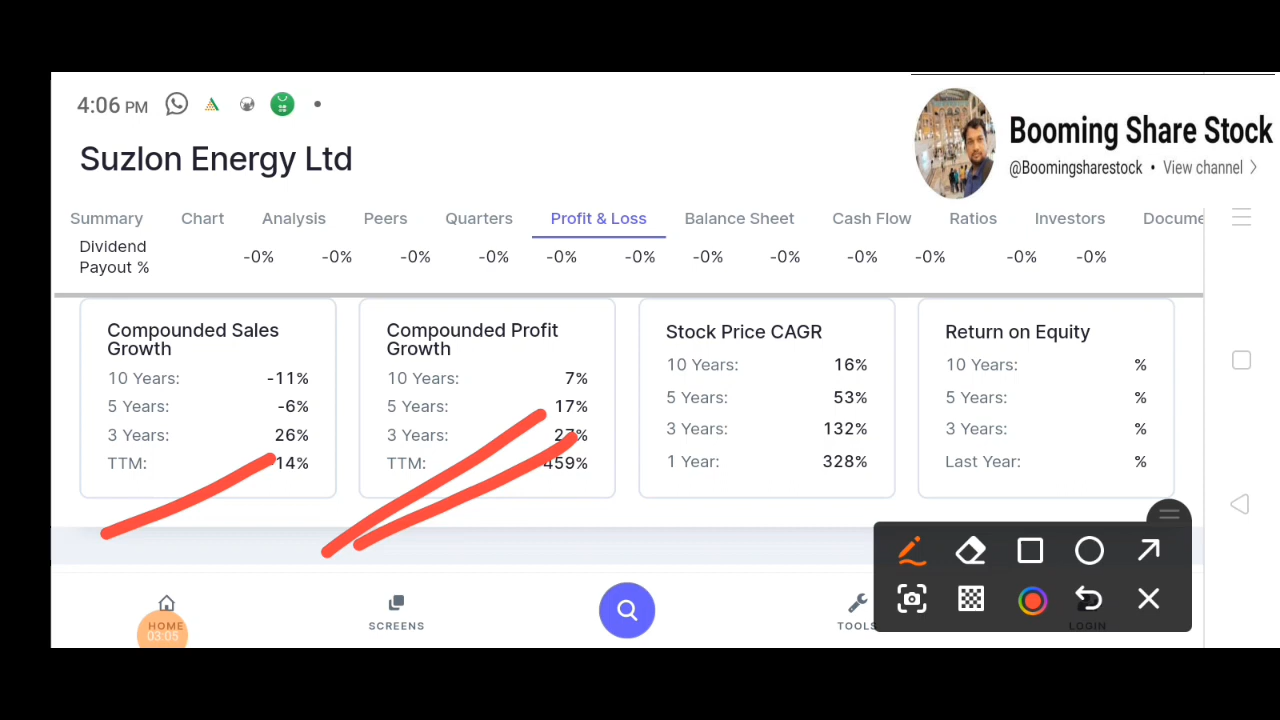 4:06 PM
Booming Share Stock
@Boomingsharestock • View channel >
Suzlon Energy Ltd
Summary Chart Analysis Peers Quarters Profit & Loss Balance Sheet Cash Flow Ratios Investors Docume
Dividend
Payout %
-0% -0% -0% -0% -0% -0% -0% -0% -0% -0% -0% -0%
Compounded Sales
Growth
10 Years: -11%
5 Years: -6%
3 Years: 26%
TTM: 14%
Compounded Profit
Growth
10 Years: 7%
5 Years: 17%
3 Years: 27%
TTM: 459%
Stock Price CAGR
10 Years: 16%
5 Years: 53%
3 Years: 132%
1 Year: 328%
Return on Equity
10 Years: %
5 Years: %
3 Years: %
Last Year: %
HOME
03:05
SCREENS
TOOLS
LOGIN